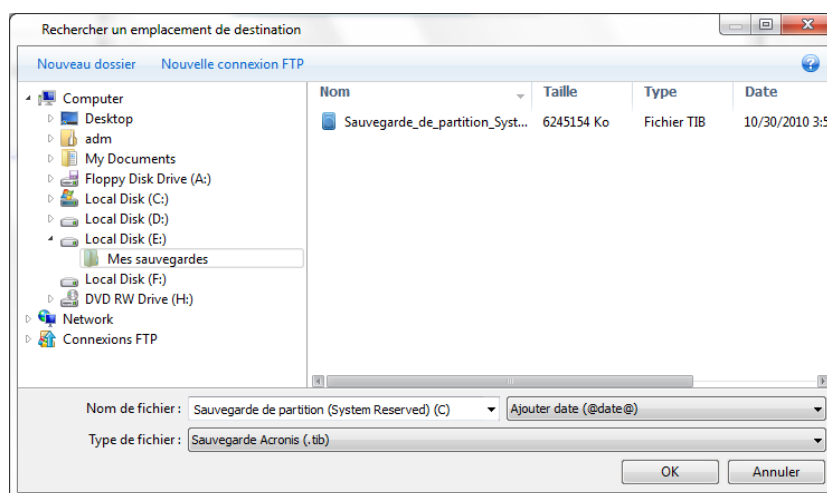 Rechercher un emplacement de destination
Nouveau dossier Nouvelle connexion FTP
Nom Taille Type Date
Sauvegarde_de_partition_Syst... 6245154 Ko Fichier TIB 10/30/2010 3:5
Computer
Desktop
adm
My Documents
Floppy Disk Drive (A:)
Local Disk (C:)
Local Disk (D:)
Local Disk (E:)
Mes sauvegardes
Local Disk (F:)
DVD RW Drive (H:)
Network
Connexions FTP
Nom de fichier : Sauvegarde de partition (System Reserved) (C) Ajouter date (@date@)
Type de fichier : Sauvegarde Acronis (.tib)
OK Annuler